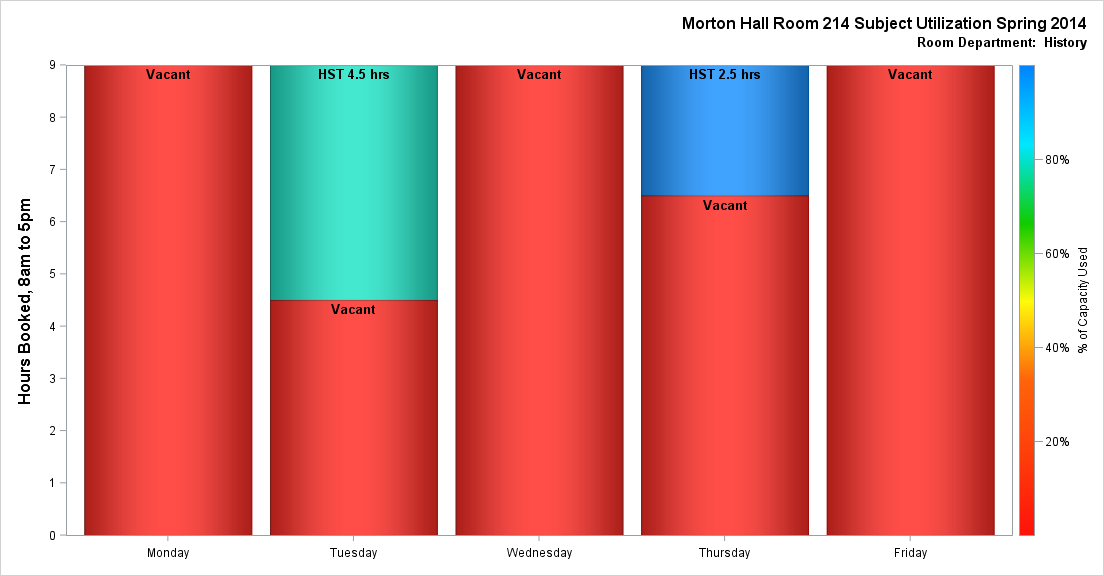 Morton Hall Room 214 Subject Utilization Spring 2014
Room Department:  History
Hours Booked, 8am to 5pm
9
8
7
6
5
4
3
2
1
0
Vacant
HST 4.5 hrs
Vacant
HST 2.5 hrs
Vacant
Vacant
Vacant
Monday
Tuesday
Wednesday
Thursday
Friday
80%
60%
40%
20%
% of Capacity Used